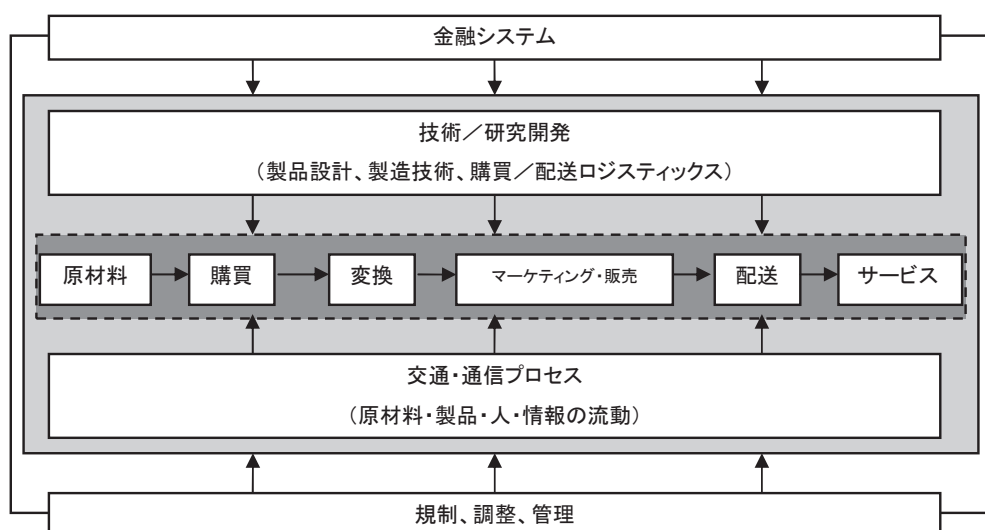 金融システム
技術／研究開発
（製品設計、製造技術、購買／配送ロジスティックス）
原材料
購買
変換
マーケティング・販売
配送
サービス
交通・通信プロセス
（原材料・製品・人・情報の流動）
規制、調整、管理